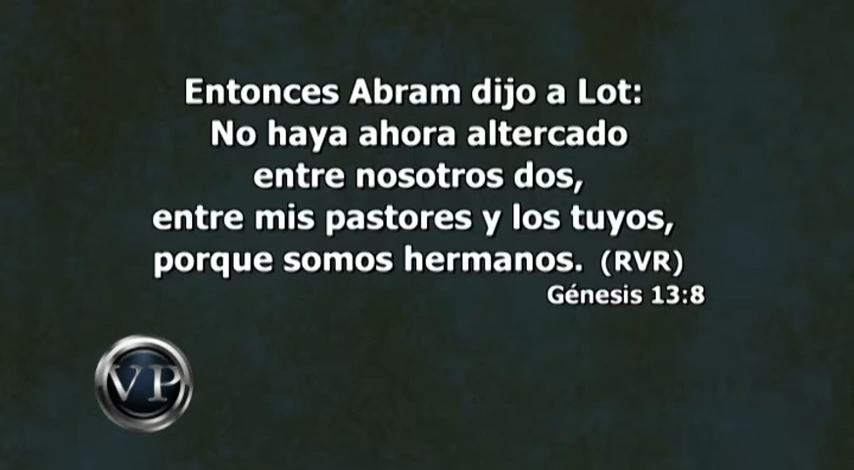 Entonces Abram dijo a Lot:
No haya ahora altercado
entre nosotros dos,
entre mis pastores y los tuyos,
porque somos hermanos. (RVR)
Génesis 13:8
VP